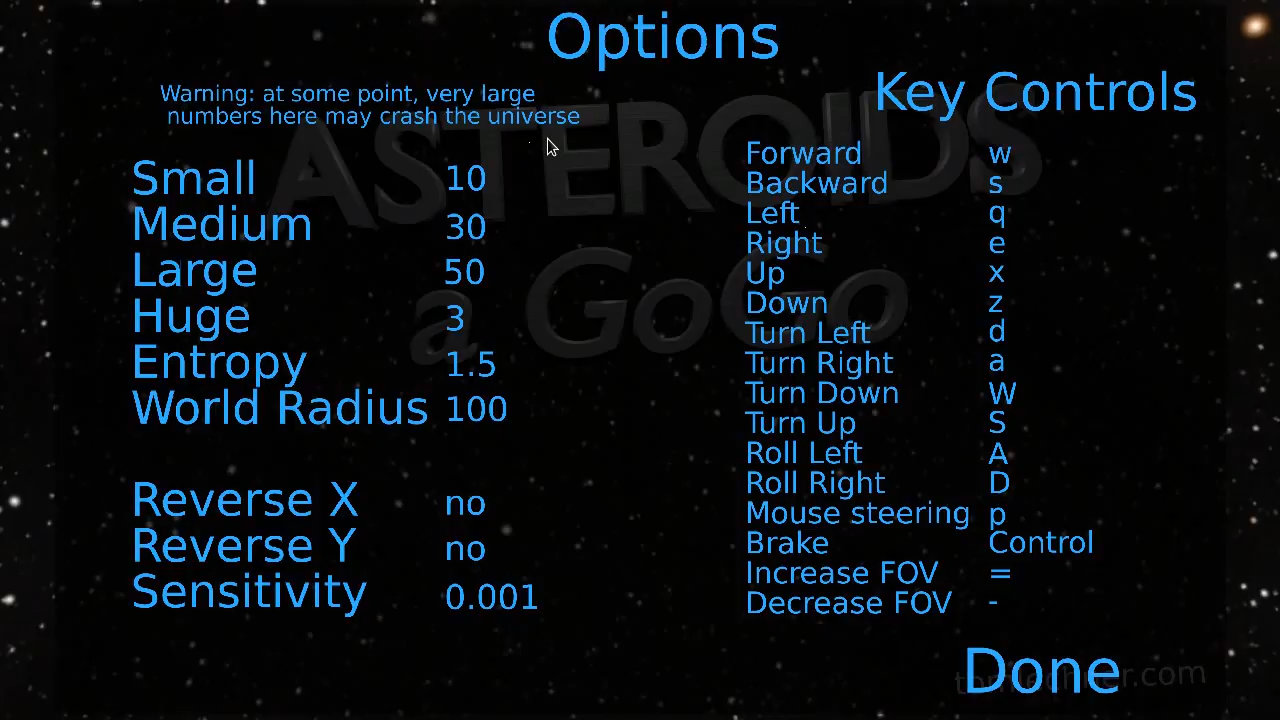 Options
Warning: at some point, very large
numbers here may crash the universe
Key Controls
ASTEROIDS
a GoGo
Small 10
Medium 30
Large 50
Huge 3
Entropy 1.5
World Radius 100
Reverse X no
Reverse Y no
Sensitivity 0.001
Forward w
Backward s
Left q
Right e
Up x
Down z
Turn Left d
Turn Right a
Turn Down W
Turn Up S
Roll Left A
Roll Right D
Mouse steering p
Brake Control
Increase FOV =
Decrease FOV -
Done